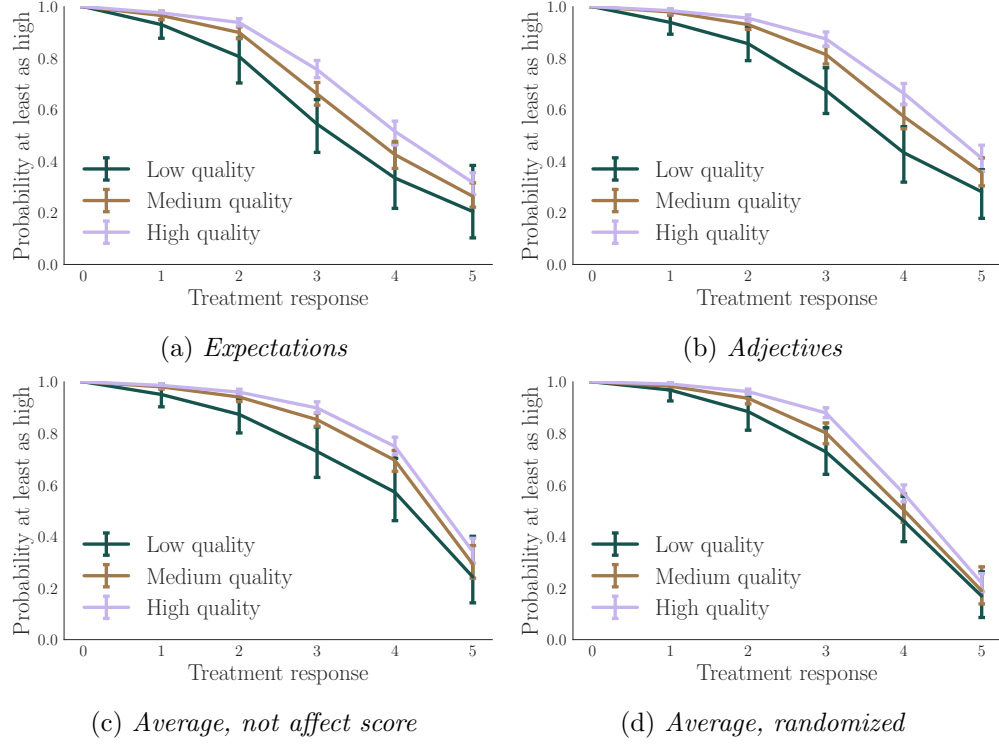 Probability at least as high
1.0
0.8
0.6
0.4
0.2
0.0
Low quality
Medium quality
High quality
0 1 2 3 4 5
Treatment response
(a) Expectations
Probability at least as high
1.0
0.8
0.6
0.4
0.2
0.0
Low quality
Medium quality
High quality
0 1 2 3 4 5
Treatment response
(b) Adjectives
Probability at least as high
1.0
0.8
0.6
0.4
0.2
0.0
Low quality
Medium quality
High quality
0 1 2 3 4 5
Treatment response
(c) Average, not affect score
Probability at least as high
1.0
0.8
0.6
0.4
0.2
0.0
Low quality
Medium quality
High quality
0 1 2 3 4 5
Treatment response
(d) Average, randomized